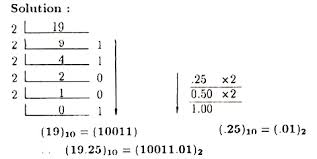 Solution :
2 19
2 9 1
2 4 1
2 2 0
2 1 0
0 1
.25 ×2
0.50 ×2
1.00
(19)₁₀ = (10011) (.25)₁₀ = (.01)₂
.. (19.25)₁₀ = (10011.01)₂